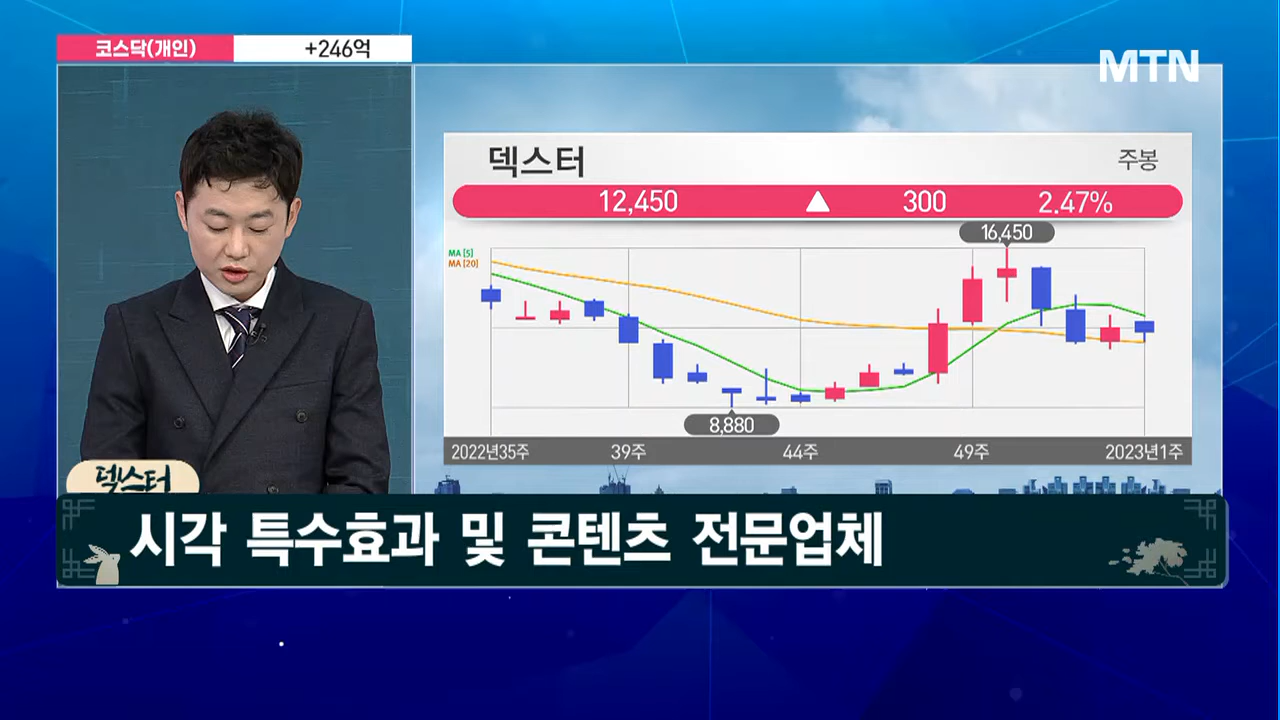 코스닥(개인) +246억
MTN
덱스터 주봉
12,450 ▲ 300 2.47%
16,450
MA [5]
MA [20]
8,880
2022년35주 39주 44주 49주 2023년1주
덱스터
시각 특수효과 및 콘텐츠 전문업체